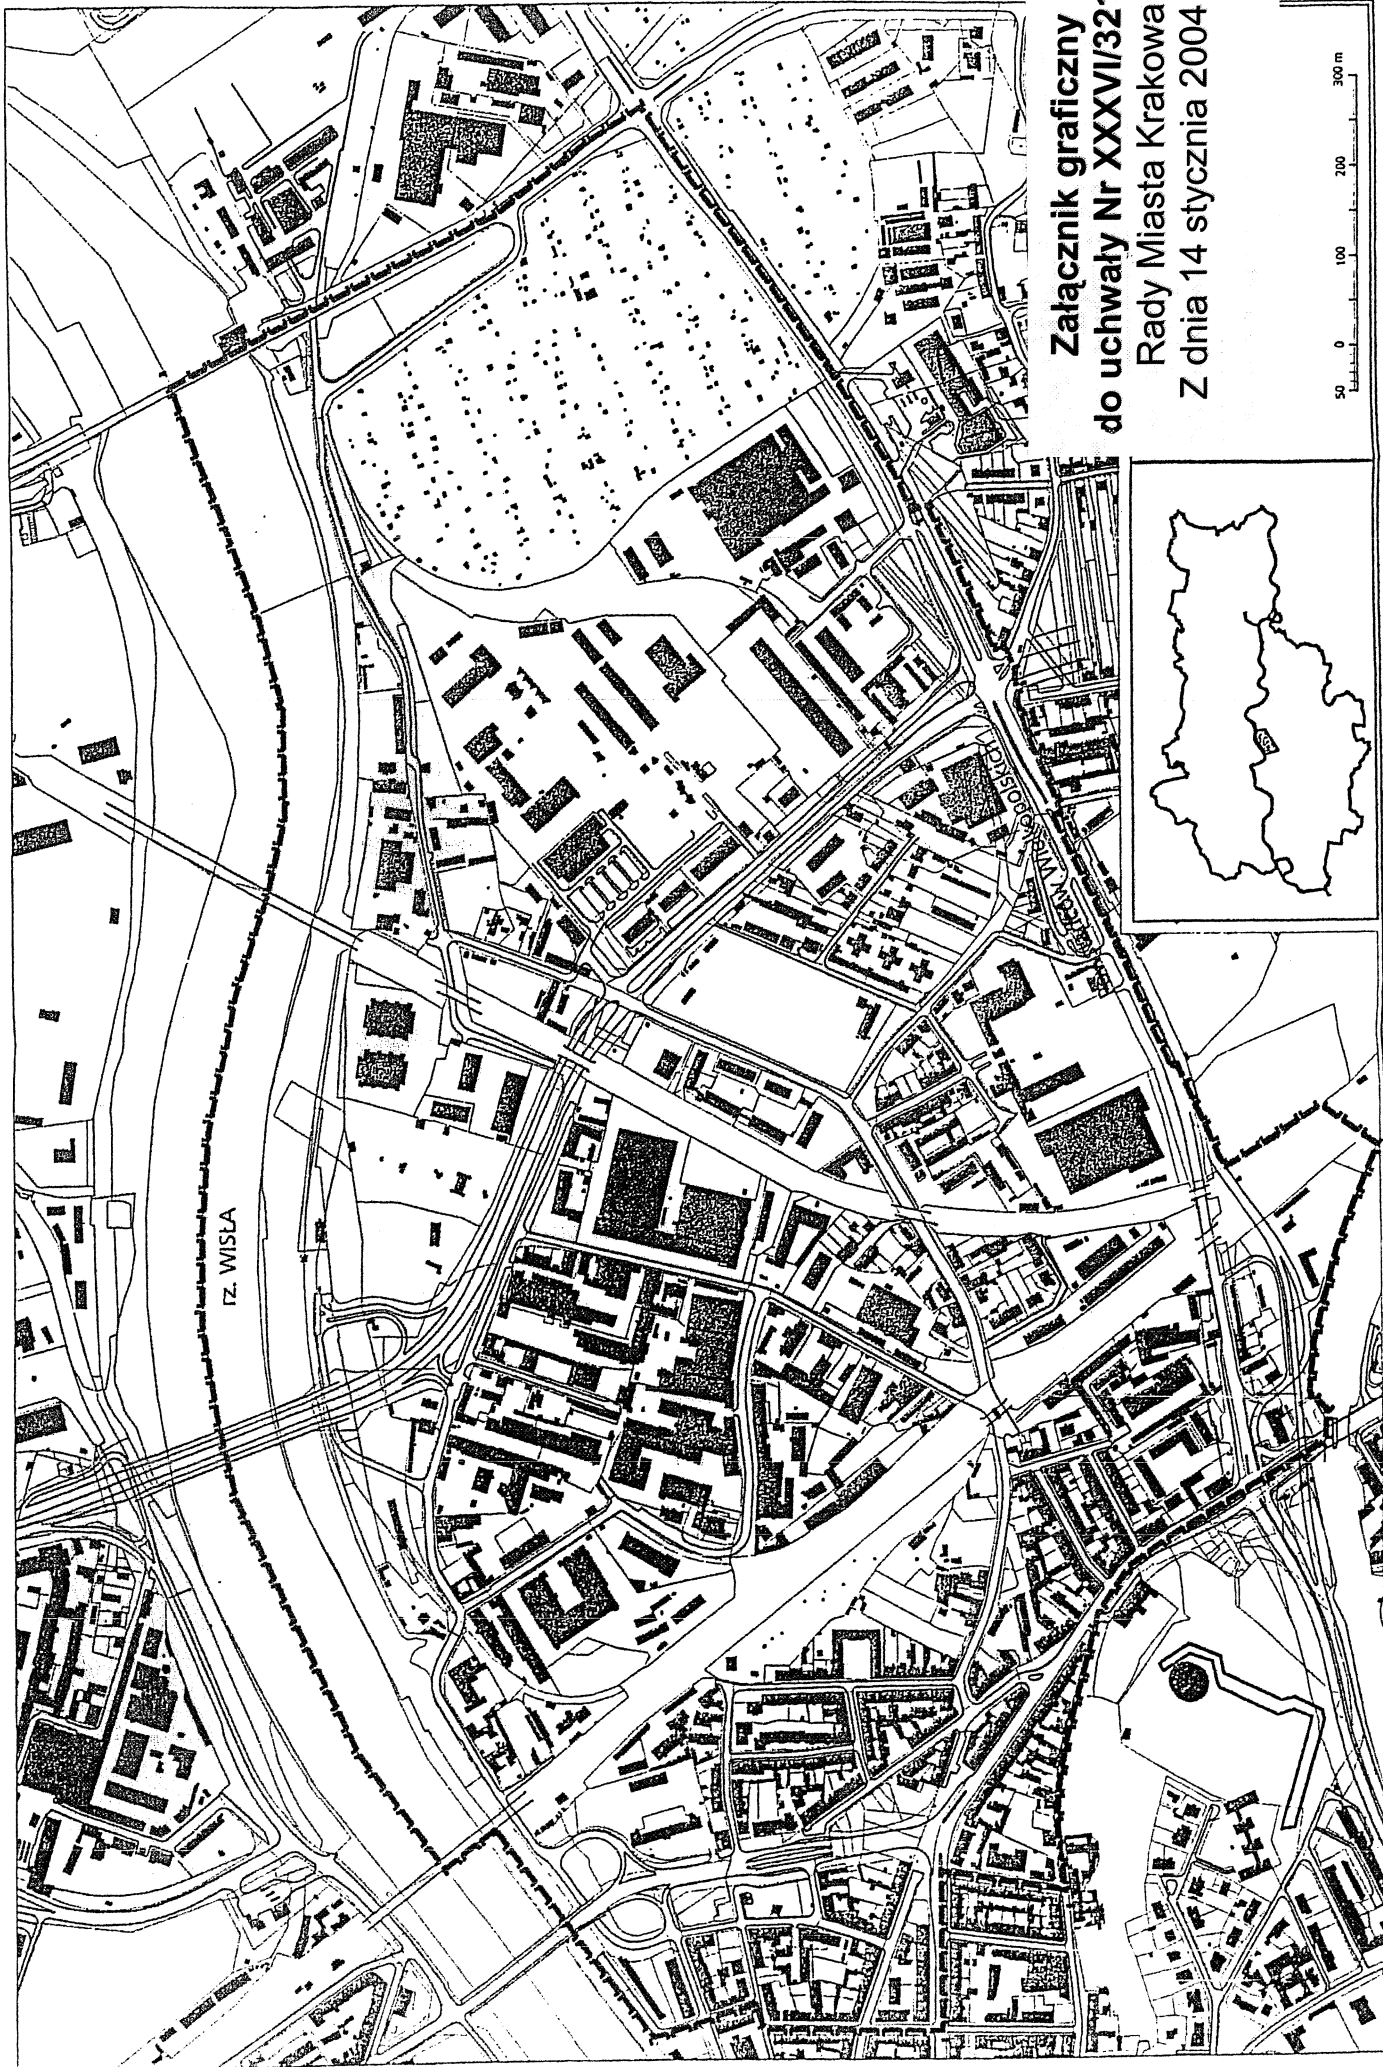 Załącznik graficzny
do uchwały Nr XXXVI/321
Rady Miasta Krakowa
Z dnia 14 stycznia 2004
50 0 100 200 300 m
rz. WISŁA